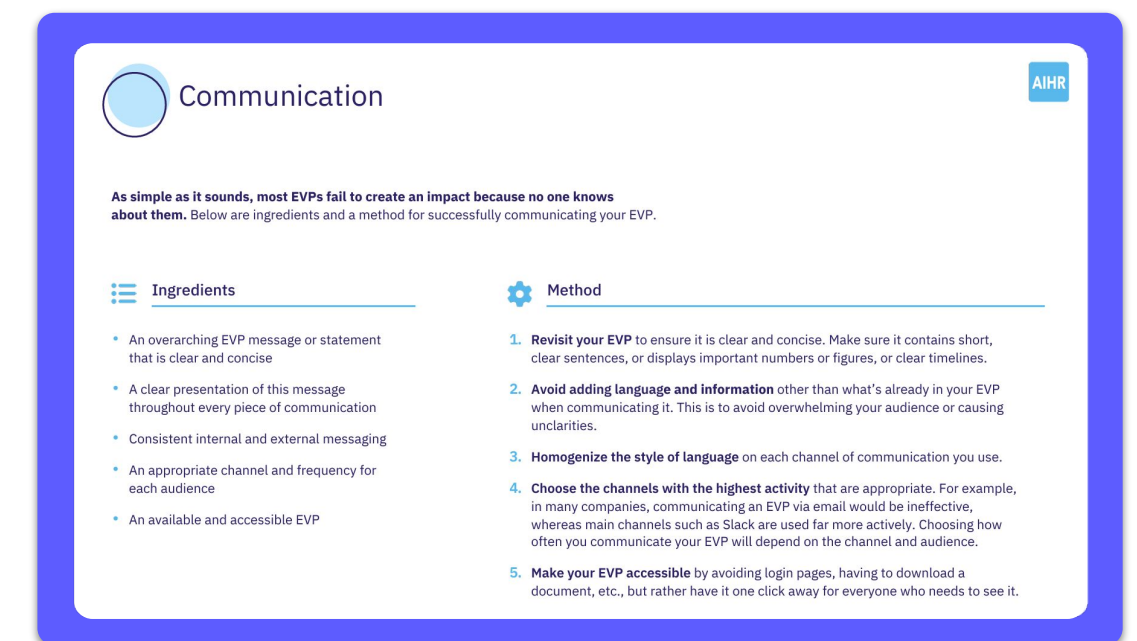 Communication
AIHR
As simple as it sounds, most EVPs fail to create an impact because no one knows
about them. Below are ingredients and a method for successfully communicating your EVP.
Ingredients
An overarching EVP message or statement
that is clear and concise
A clear presentation of this message
throughout every piece of communication
Consistent internal and external messaging
An appropriate channel and frequency for
each audience
An available and accessible EVP
Method
1. Revisit your EVP to ensure it is clear and concise. Make sure it contains short,
clear sentences, or displays important numbers or figures, or clear timelines.
2. Avoid adding language and information other than what's already in your EVP
when communicating it. This is to avoid overwhelming your audience or causing
unclarities.
3. Homogenize the style of language on each channel of communication you use.
4. Choose the channels with the highest activity that are appropriate. For example,
in many companies, communicating an EVP via email would be ineffective,
whereas main channels such as Slack are used far more actively. Choosing how
often you communicate your EVP will depend on the channel and audience.
5. Make your EVP accessible by avoiding login pages, having to download a
document, etc., but rather have it one click away for everyone who needs to see it.